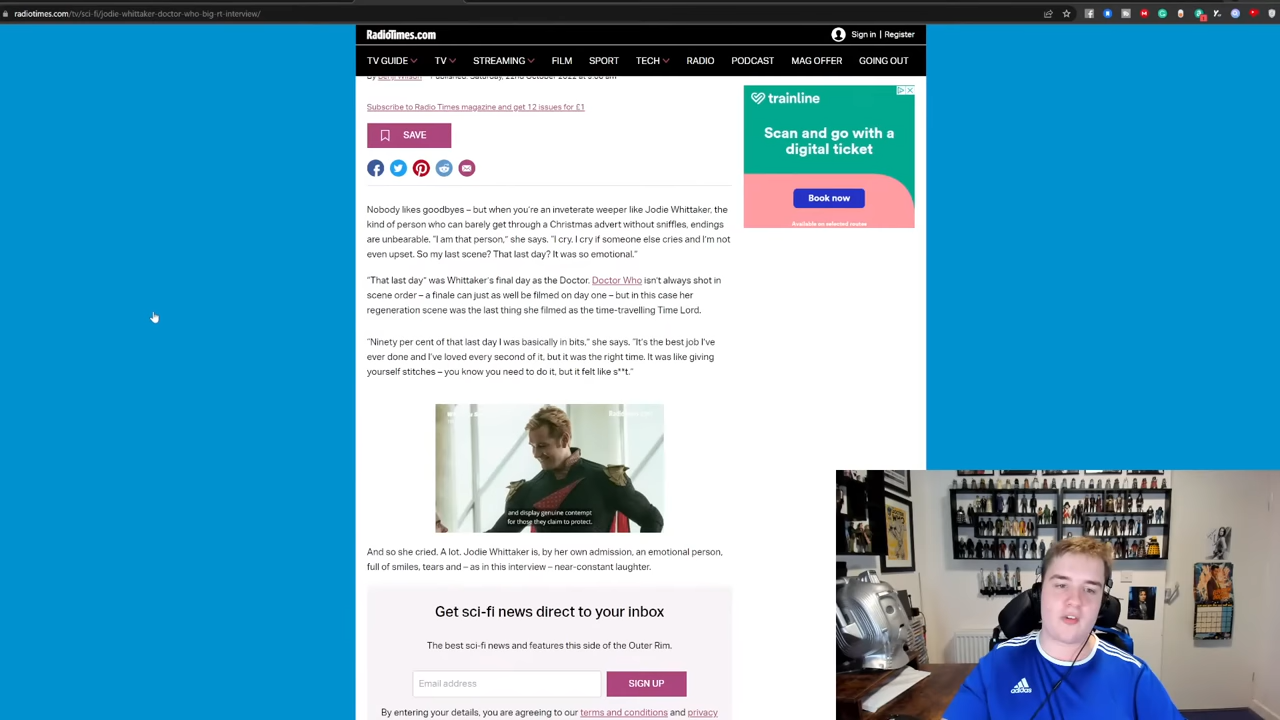 radiotimes.com/tv/sci-fi/jodie-whittaker-doctor-who-big-rt-interview/
RadioTimes.com
Sign in | Register
TV GUIDE TV STREAMING FILM SPORT TECH RADIO PODCAST MAG OFFER GOING OUT
Published: Saturday, 22nd October 2022 at
Subscribe to Radio Times magazine and get 12 issues for £1
SAVE
trainline
Scan and go with a
digital ticket
Book now
Available on selected routes
Nobody likes goodbyes – but when you're an inveterate weeper like Jodie Whittaker, the
kind of person who can barely get through a Christmas advert without sniffles, endings
are unbearable. "I am that person," she says. "I cry. I cry if someone else cries and I'm not
even upset. So my last scene? That last day? It was so emotional."
"That last day" was Whittaker's final day as the Doctor. Doctor Who isn't always shot in
scene order – a finale can just as well be filmed on day one – but in this case her
regeneration scene was the last thing she filmed as the time-travelling Time Lord.
"Ninety per cent of that last day I was basically in bits," she says. "It's the best job I've
ever done and I've loved every second of it, but it was the right time. It was like giving
yourself stitches – you know you need to do it, but it felt like s**t."
and display genuine contempt
for those they claim to protect.
And so she cried. A lot. Jodie Whittaker is, by her own admission, an emotional person,
full of smiles, tears and – as in this interview – near-constant laughter.
Get sci-fi news direct to your inbox
The best sci-fi news and features this side of the Outer Rim.
Email address
SIGN UP
By entering your details, you are agreeing to our terms and conditions and privacy
adidas